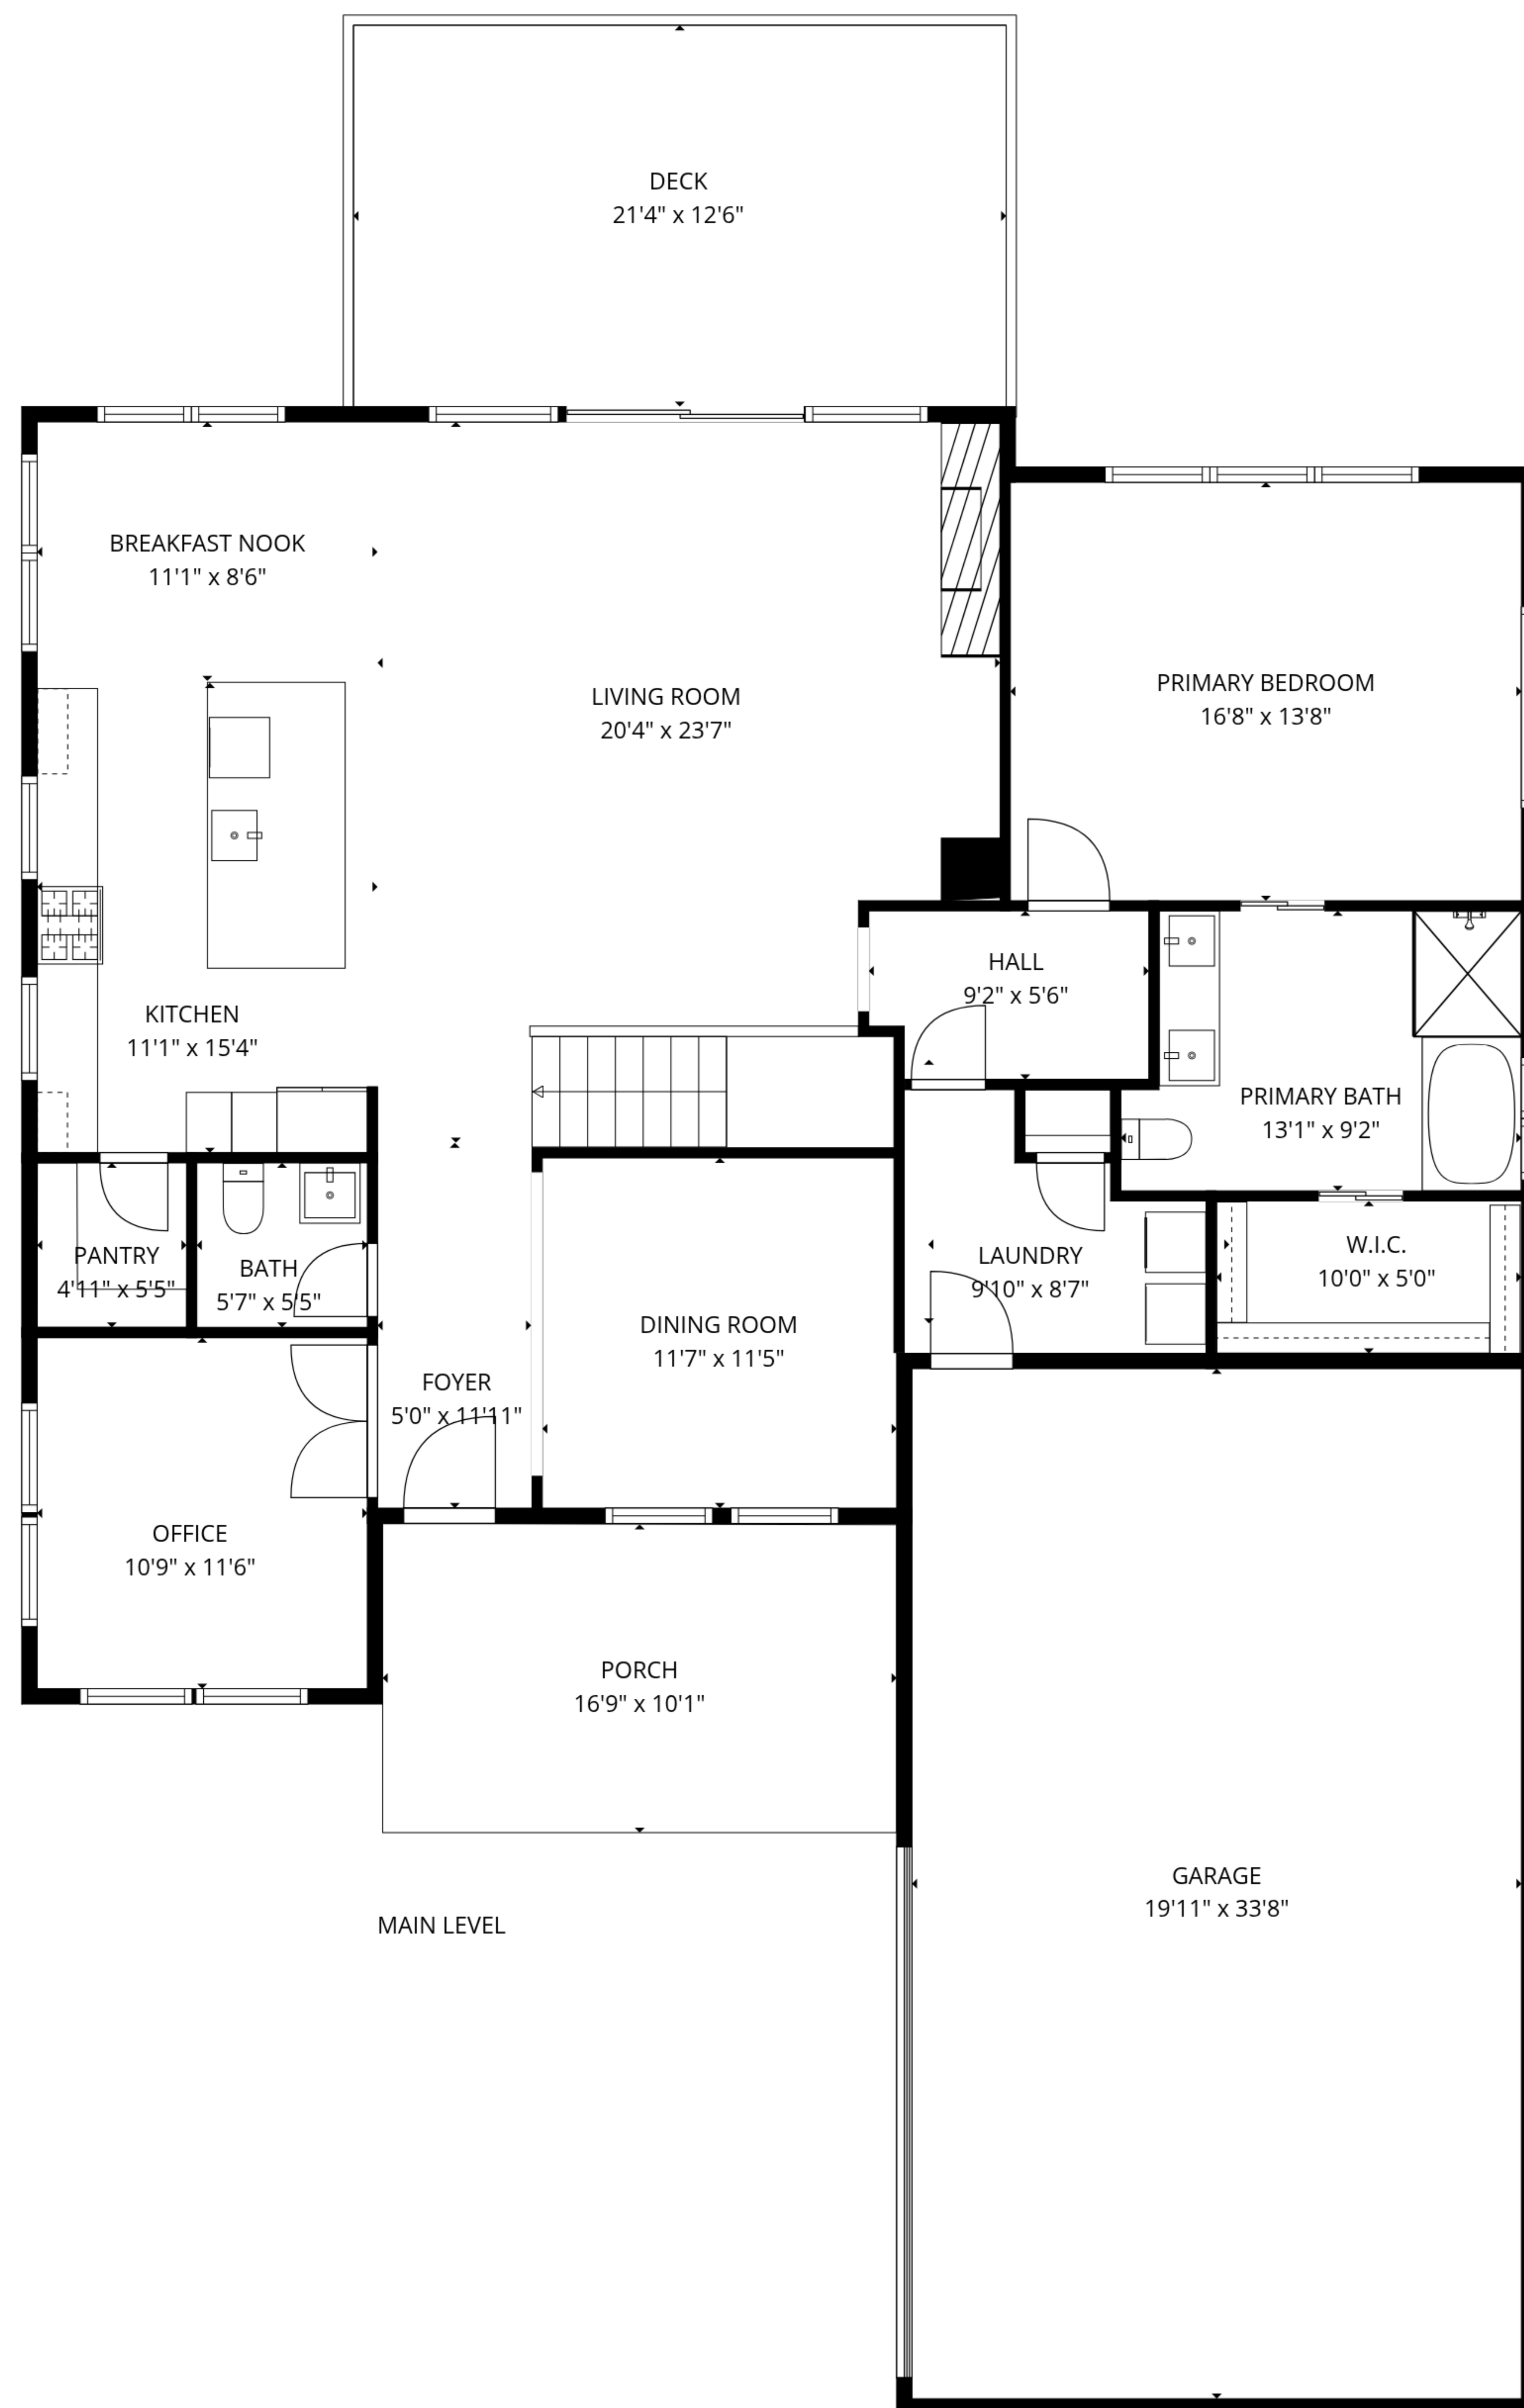 DECK
21'4" x 12'6"
BREAKFAST NOOK
11'1" x 8'6"
LIVING ROOM
20'4" x 23'7"
PRIMARY BEDROOM
16'8" x 13'8"
HALL
9'2" x 5'6"
KITCHEN
11'1" x 15'4"
PRIMARY BATH
13'1" x 9'2"
PANTRY
4'11" x 5'5"
BATH
5'7" x 5'5"
LAUNDRY
9'10" x 8'7"
W.I.C.
10'0" x 5'0"
DINING ROOM
11'7" x 11'5"
FOYER
5'0" x 11'11"
OFFICE
10'9" x 11'6"
PORCH
16'9" x 10'1"
GARAGE
19'11" x 33'8"
MAIN LEVEL